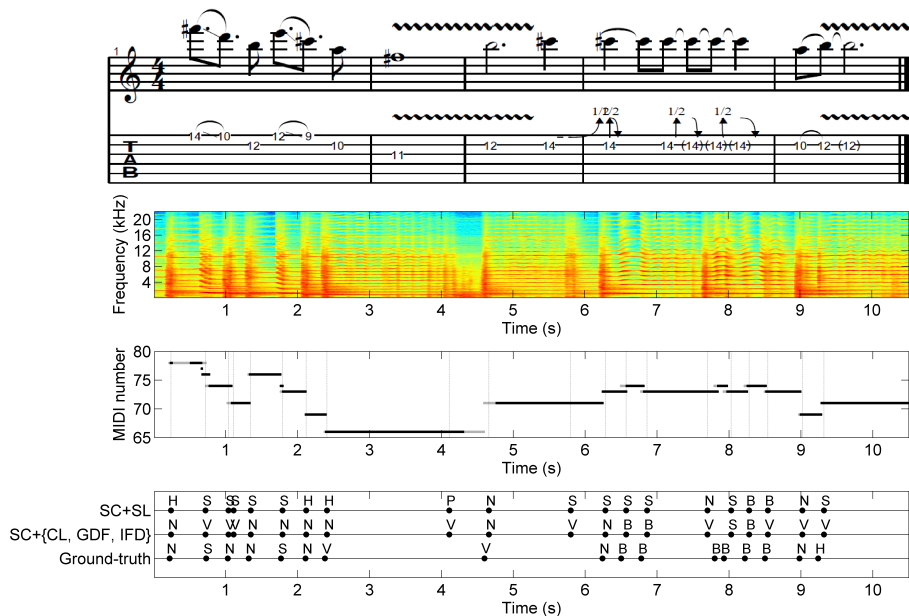 1
4
4
1/2 1/2 1/2 1/2
T
A
B
14 10 12 12 9 10 11 12 14 14 14 (14) (14) (14) 10 12 (12)
Frequency (kHz)
20
16
12
8
4
1 2 3 4 5 6 7 8 9 10
Time (s)
MIDI number
80
75
70
65
1 2 3 4 5 6 7 8 9 10
Time (s)
SC+SL
H S S S S S H H P N S S S S N S B S N S
SC+{CL, GDF, IFD}
N V V V N N N N V N V N B B V S B B V V
Ground-truth
N S N N S N V V N B B B B B B N H
1 2 3 4 5 6 7 8 9 10
Time (s)